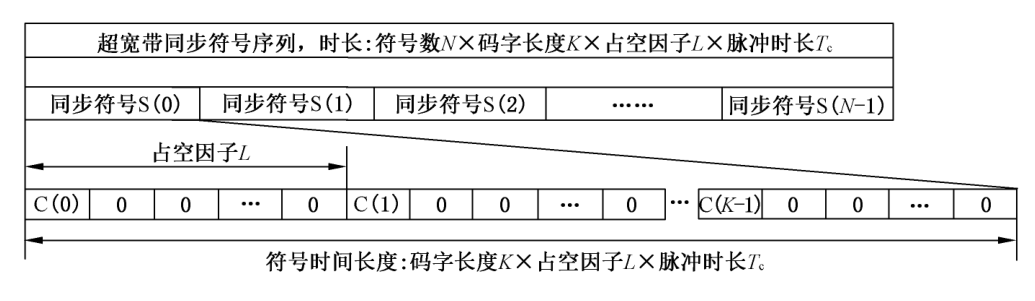 超宽带同步符号序列，时长:符号数N×码字长度K×占空因子L×脉冲时长Tc
同步符号S(0) 同步符号S(1) 同步符号S(2) …… 同步符号S(N-1)
占空因子L
C(0) 0 0 … 0 C(1) 0 0 … 0 … C(K-1) 0 0 … 0
符号时间长度:码字长度K×占空因子L×脉冲时长Tc